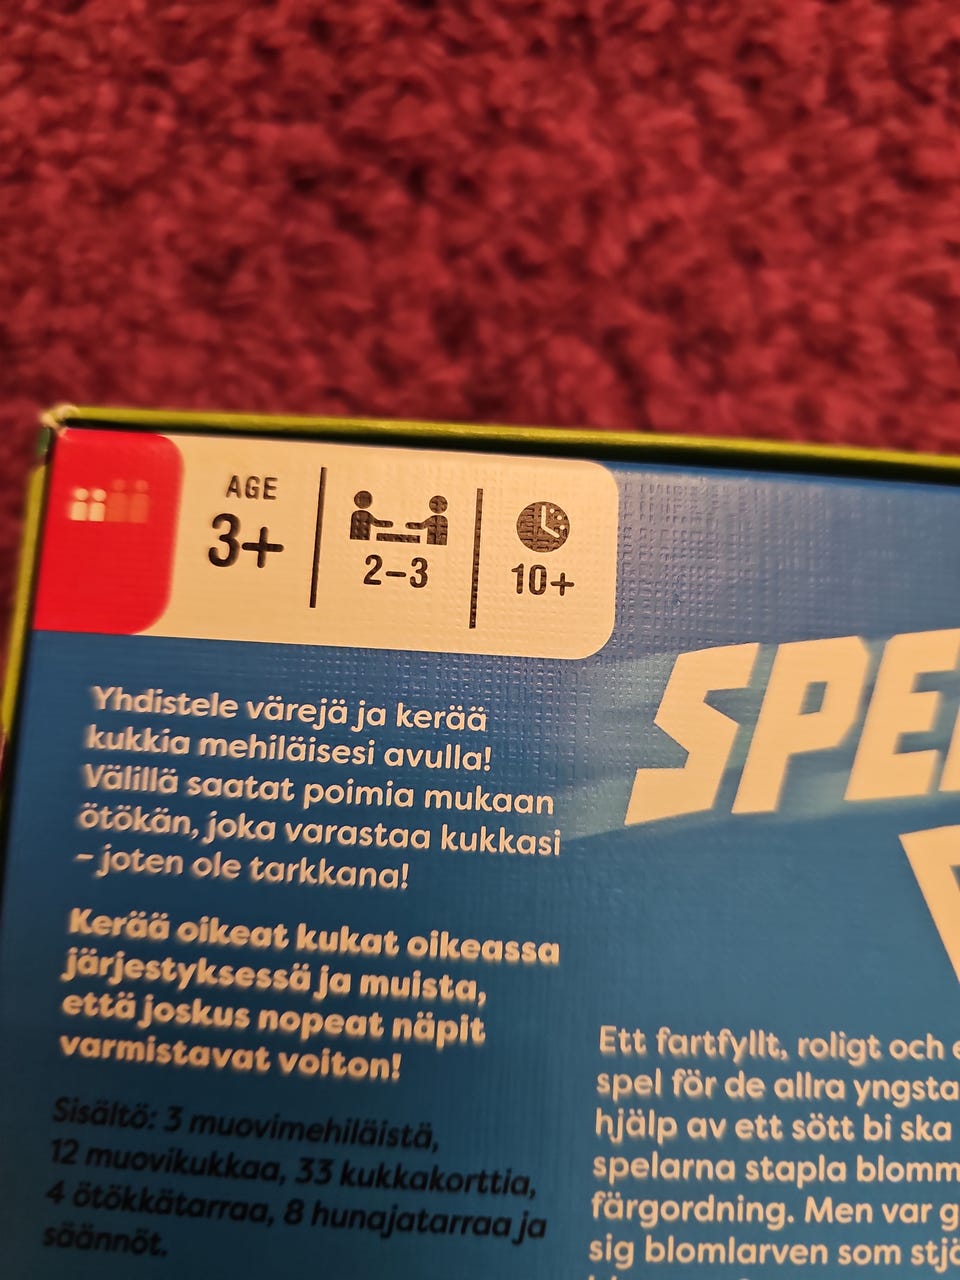 AGE
3+
2–3
10+
SPE
Yhdistele värejä ja kerää
kukkia mehiläisesi avulla!
Välillä saatat poimia mukaan
ötökän, joka varastaa kukkasi
– joten ole tarkkana!
Kerää oikeat kukat oikeassa
järjestyksessä ja muista,
että joskus nopeat näpit
varmistavat voiton!
Sisältö: 3 muovimehiläistä,
12 muovikukkaa, 33 kukkakorttia,
4 ötökkätarraa, 8 hunajatarraa ja
säännöt.
Ett fartfyllt, roligt och
spel för de allra yngsta
hjälp av ett sött bi ska
spelarna stapla blomm
färgordning. Men var g
sig blomlarven som stjä